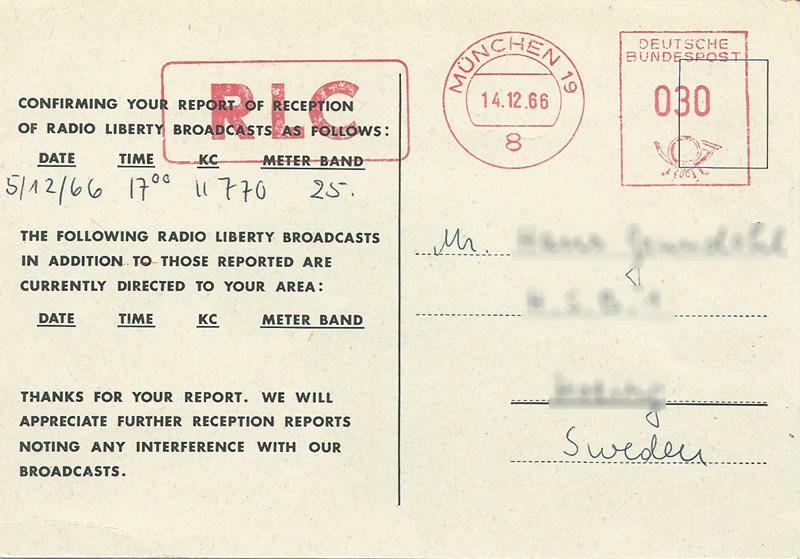 RLC
CONFIRMING YOUR REPORT OF RECEPTION
OF RADIO LIBERTY BROADCASTS AS FOLLOWS:
DATE TIME KC METER BAND
5/12/66 17⁰⁰ 11 770 25.
THE FOLLOWING RADIO LIBERTY BROADCASTS
IN ADDITION TO THOSE REPORTED ARE
CURRENTLY DIRECTED TO YOUR AREA:
DATE TIME KC METER BAND
THANKS FOR YOUR REPORT. WE WILL
APPRECIATE FURTHER RECEPTION REPORTS
NOTING ANY INTERFERENCE WITH OUR
BROADCASTS.
MÜNCHEN 19
14.12.66
8
DEUTSCHE
BUNDESPOST
030
Mr.
Sweden